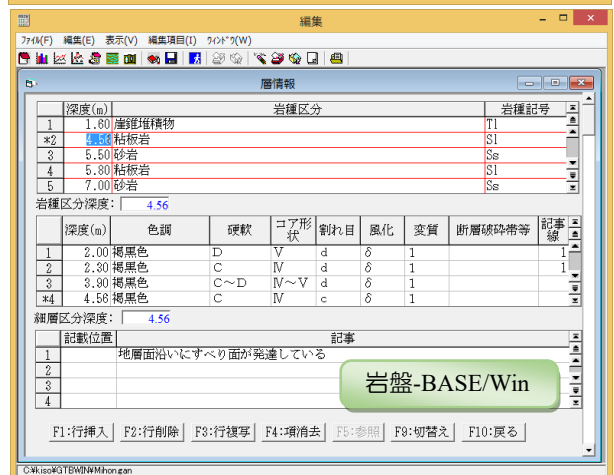 編集
ファイル(F) 編集(E) 表示(V) 編集項目(I) ウィンドウ(W)
層情報
深度(m) 岩種区分 岩種記号
1 1.60 崖錐堆積物 Tl
*2 4.56 粘板岩 Sl
3 5.50 砂岩 Ss
4 5.80 粘板岩 Sl
5 7.00 砂岩 Ss
岩種区分深度: 4.56
深度(m) 色調 硬軟 コア形状 割れ目 風化 変質 断層破砕帯等 記事線
1 2.00 褐黒色 D Ⅴ d δ 1 1
2 2.30 褐黒色 C Ⅳ d δ 1 1
3 3.90 褐黒色 C～D Ⅳ～Ⅴ d δ 1
*4 4.56 褐黒色 C Ⅳ c δ 1
細層区分深度: 4.56
記載位置 記事
1 地層面沿いにすべり面が発達している
2
3
4
岩盤-BASE/Win
F1:行挿入 F2:行削除 F3:行複写 F4:項消去 F5:参照 F9:切替え F10:戻る
C:¥kiso¥GTBWIN¥Mihongan